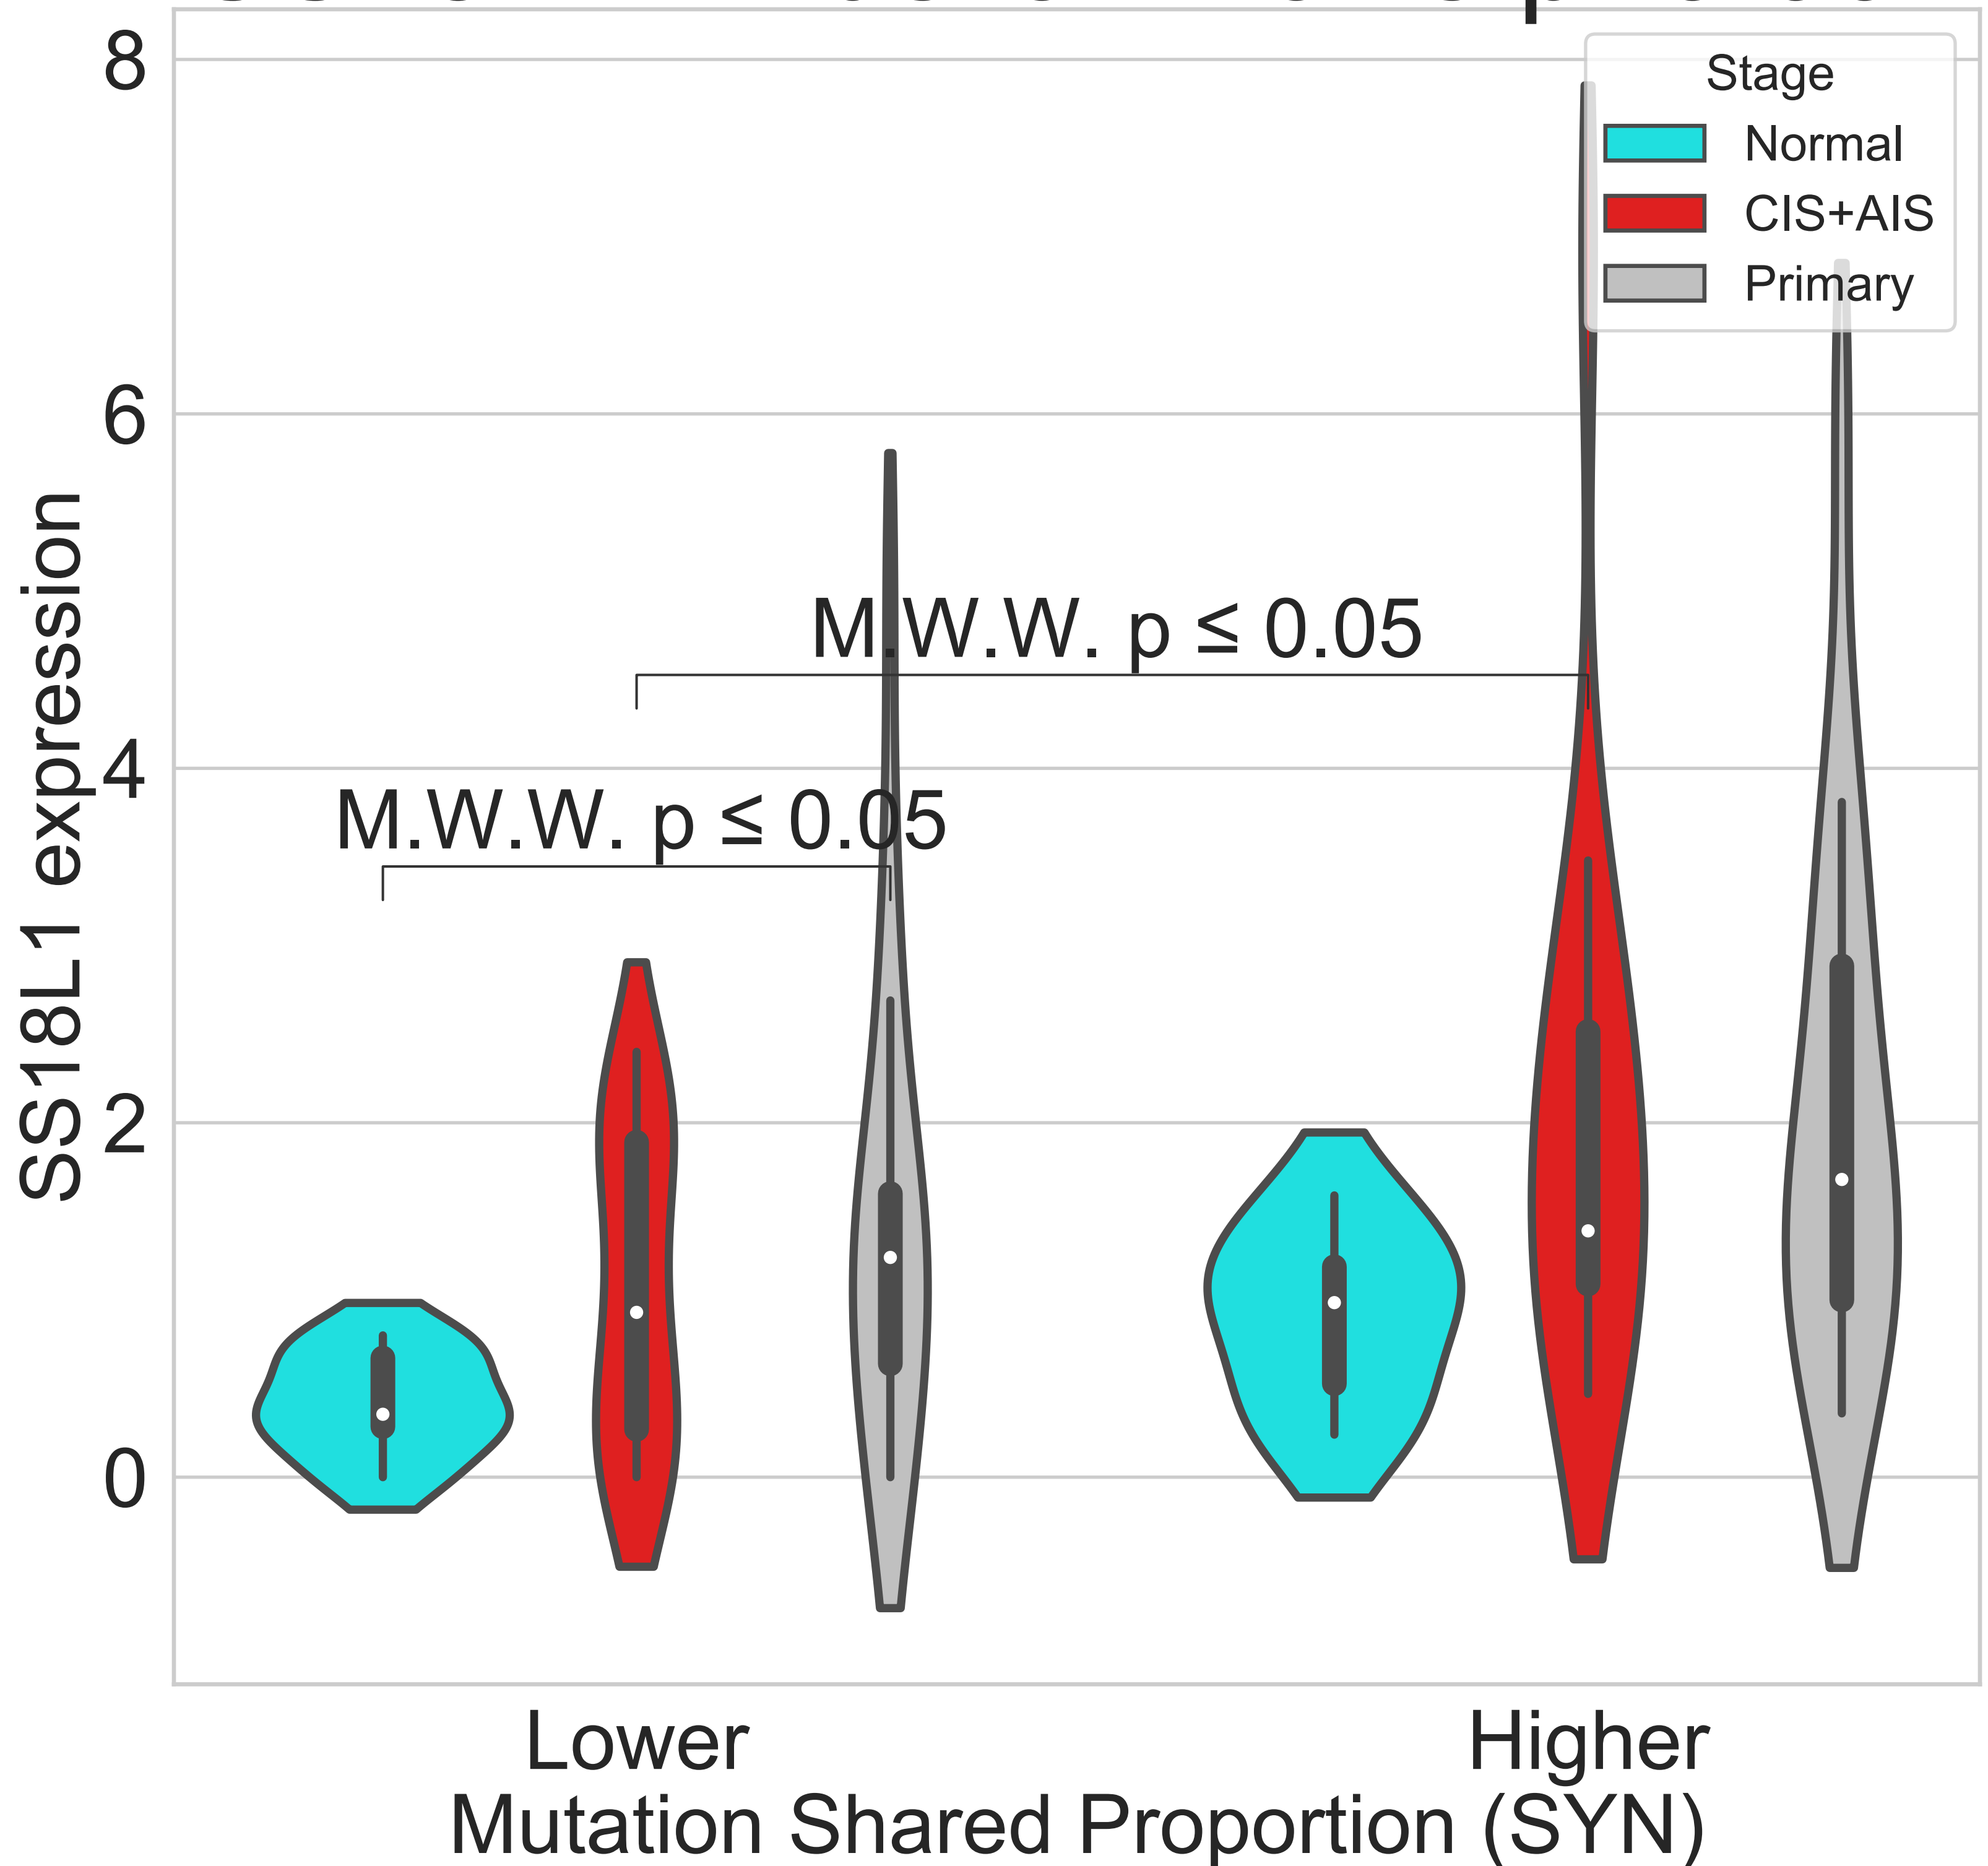 8
6
4
2
0
SS18L1 expression
Stage
Normal
CIS+AIS
Primary
M.W.W. p ≤ 0.05
M.W.W. p ≤ 0.05
Lower
Higher
Mutation Shared Proportion (SYN)